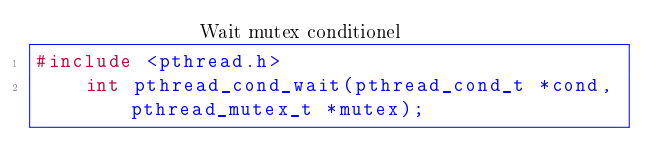 Wait mutex conditionel
1 #include <pthread.h>
2 int pthread_cond_wait(pthread_cond_t *cond,
pthread_mutex_t *mutex);